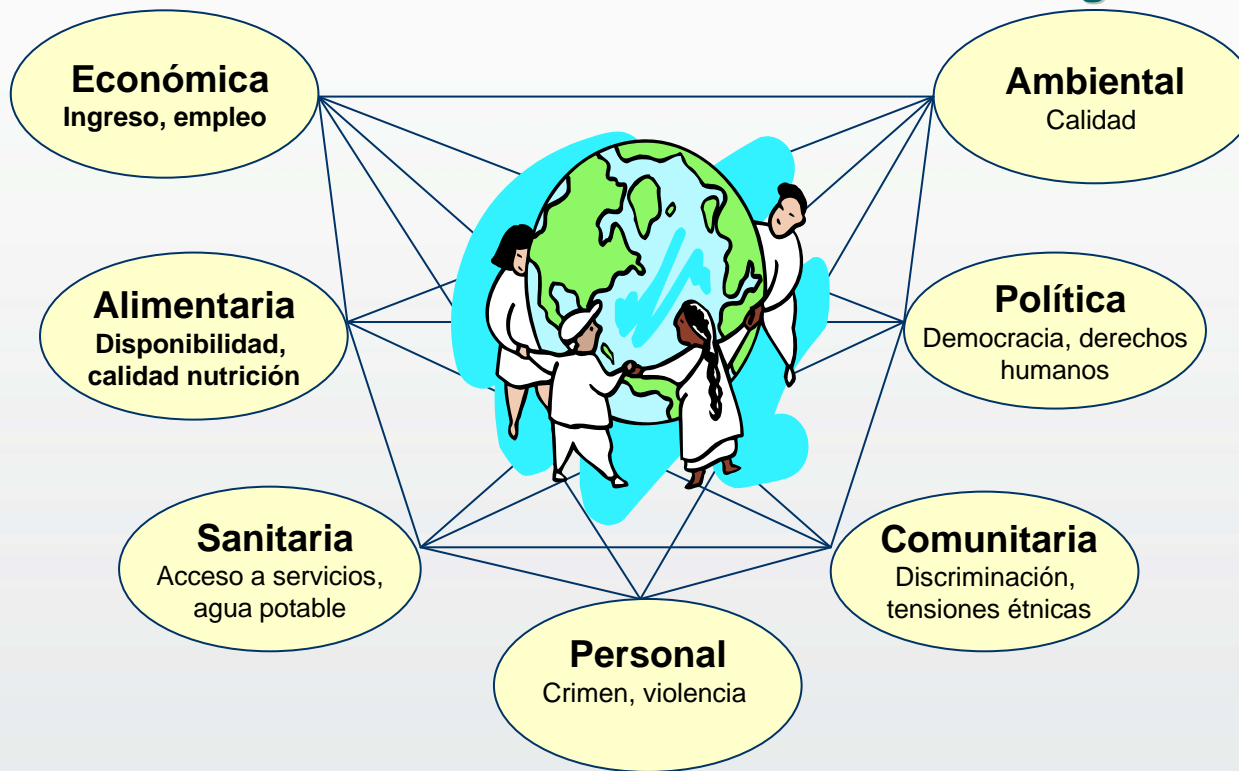 Económica
Ingreso, empleo
Ambiental
Calidad
Alimentaria
Disponibilidad,
calidad nutrición
Política
Democracia, derechos
humanos
Sanitaria
Acceso a servicios,
agua potable
Comunitaria
Discriminación,
tensiones étnicas
Personal
Crimen, violencia